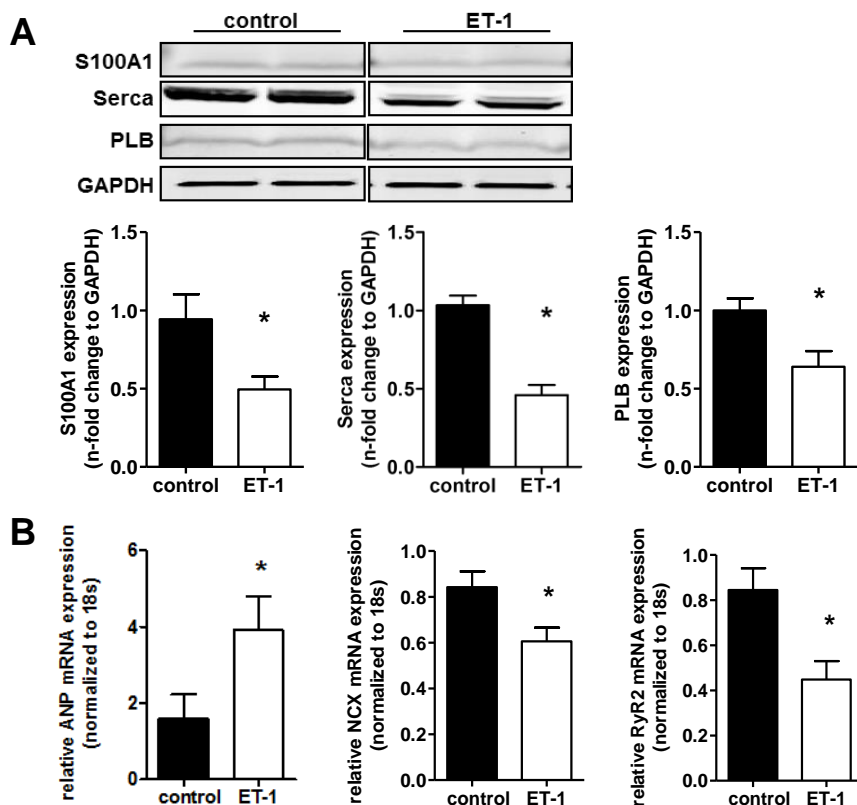 A
control
ET-1
S100A1
Serca
PLB
GAPDH
S100A1 expression
(n-fold change to GAPDH)
1.5
1.0
0.5
0.0
*
control
ET-1
Serca expression
(n-fold change to GAPDH)
1.5
1.0
0.5
0.0
*
control
ET-1
PLB expression
(n-fold change to GAPDH)
1.5
1.0
0.5
0.0
*
control
ET-1
B
relative ANP mRNA expression
(normalized to 18s)
6
4
2
0
*
control
ET-1
relative NCX mRNA expression
(normalized to 18s)
1.0
0.8
0.6
0.4
0.2
0.0
*
control
ET-1
relative RyR2 mRNA expression
(normalized to 18s)
1.0
0.8
0.6
0.4
0.2
0.0
*
control
ET-1